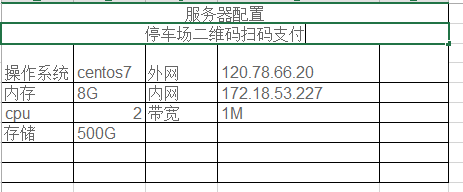 服务器配置
停车场二维码扫码支付
操作系统 centos7 外网 120.78.66.20
内存 8G 内网 172.18.53.227
cpu 2 带宽 1M
存储 500G